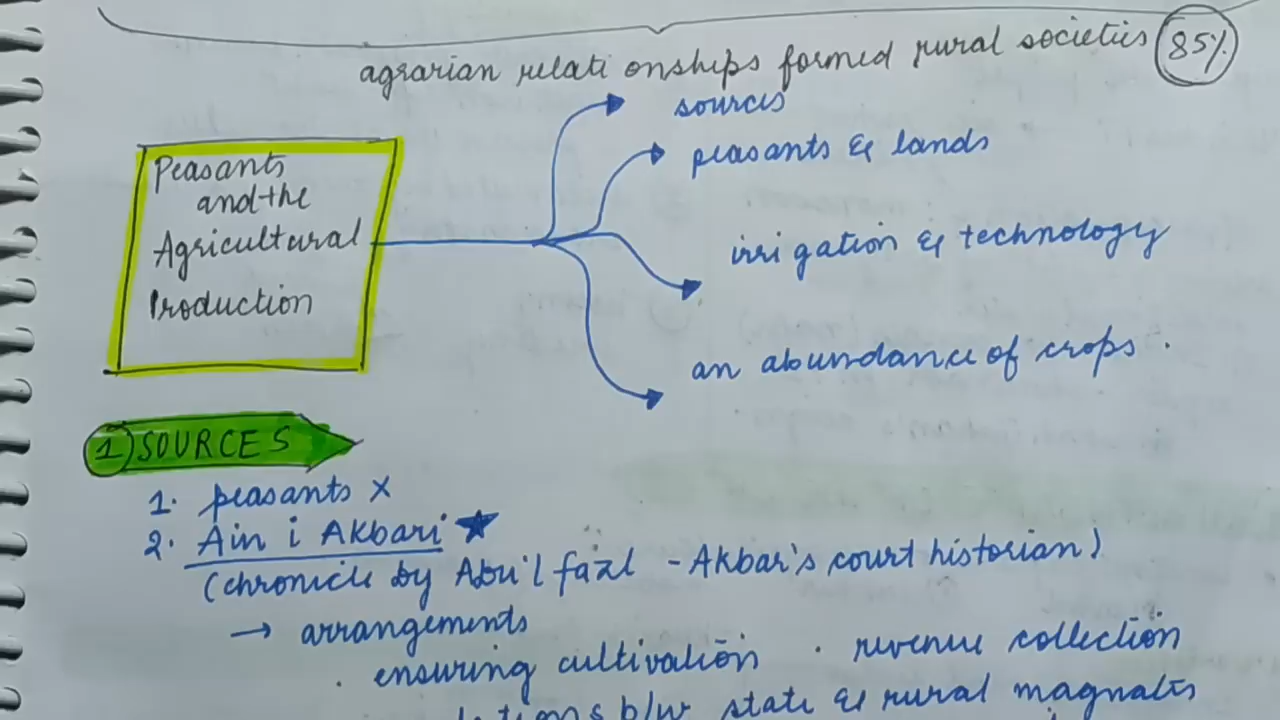 agrarian relationships formed rural societies 85%
Peasants
and the
Agricultural
Production
sources
peasants & lands
irrigation & technology
an abundance of crops.
1) SOURCES
1. peasants X
2. Ain i Akbari ★
(chronicle by Abu'l fazl - Akbar's court historian)
→ arrangements
. ensuring cultivation . revenue collection
b/w state & rural magnates